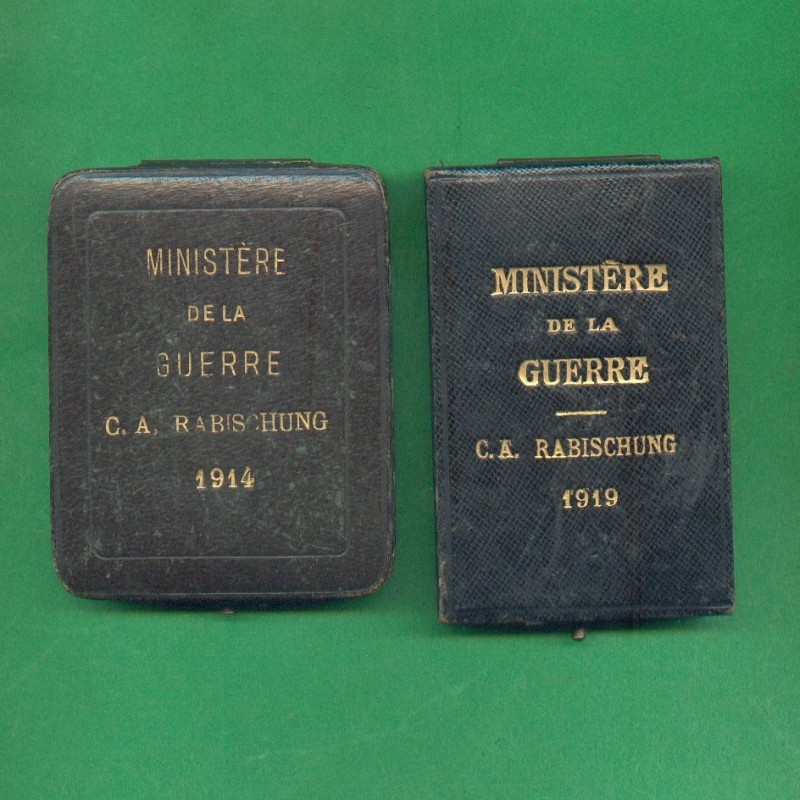 MINISTÈRE
DE LA
GUERRE
C. A. RABISCHUNG
1914
MINISTÈRE
DE LA
GUERRE
C. A. RABISCHUNG
1919